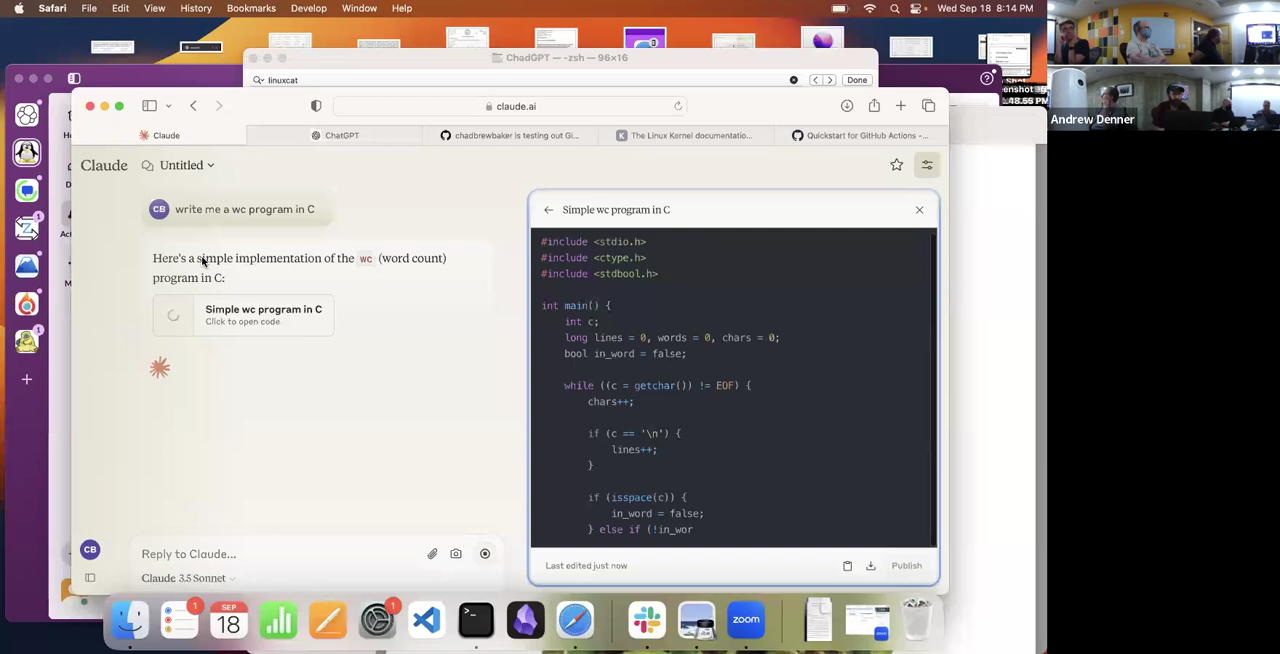 Safari File Edit View History Bookmarks Develop Window Help
Wed Sep 18 8:14 PM
ChatGPT — -zsh — 96×16
linuxcat
Done
claude.ai
Claude
ChatGPT
chadbrewbaker is testing out Gi...
The Linux Kernel documentatio...
Quickstart for GitHub Actions -...
Andrew Denner
Claude
Untitled
CB
write me a wc program in C
Here's a simple implementation of the wc (word count)
program in C:
Simple wc program in C
Click to open code
Simple wc program in C
#include <stdio.h>
#include <ctype.h>
#include <stdbool.h>
int main() {
int c;
long lines = 0, words = 0, chars = 0;
bool in_word = false;
while ((c = getchar()) != EOF) {
chars++;
if (c == '\n') {
lines++;
}
if (isspace(c)) {
in_word = false;
} else if (!in_wor
CB
Reply to Claude...
Claude 3.5 Sonnet
Last edited just now
Publish
1
SEP
18
1
zoom